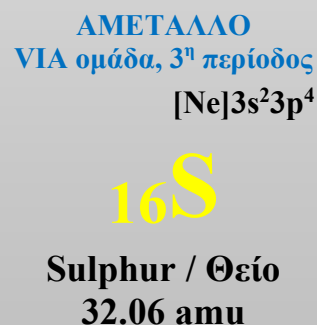 ΑΜΕΤΑΛΛΟ
VIA ομάδα, 3η περίοδος
[Ne]3s²3p⁴
₁₆S
Sulphur / Θείο
32.06 amu